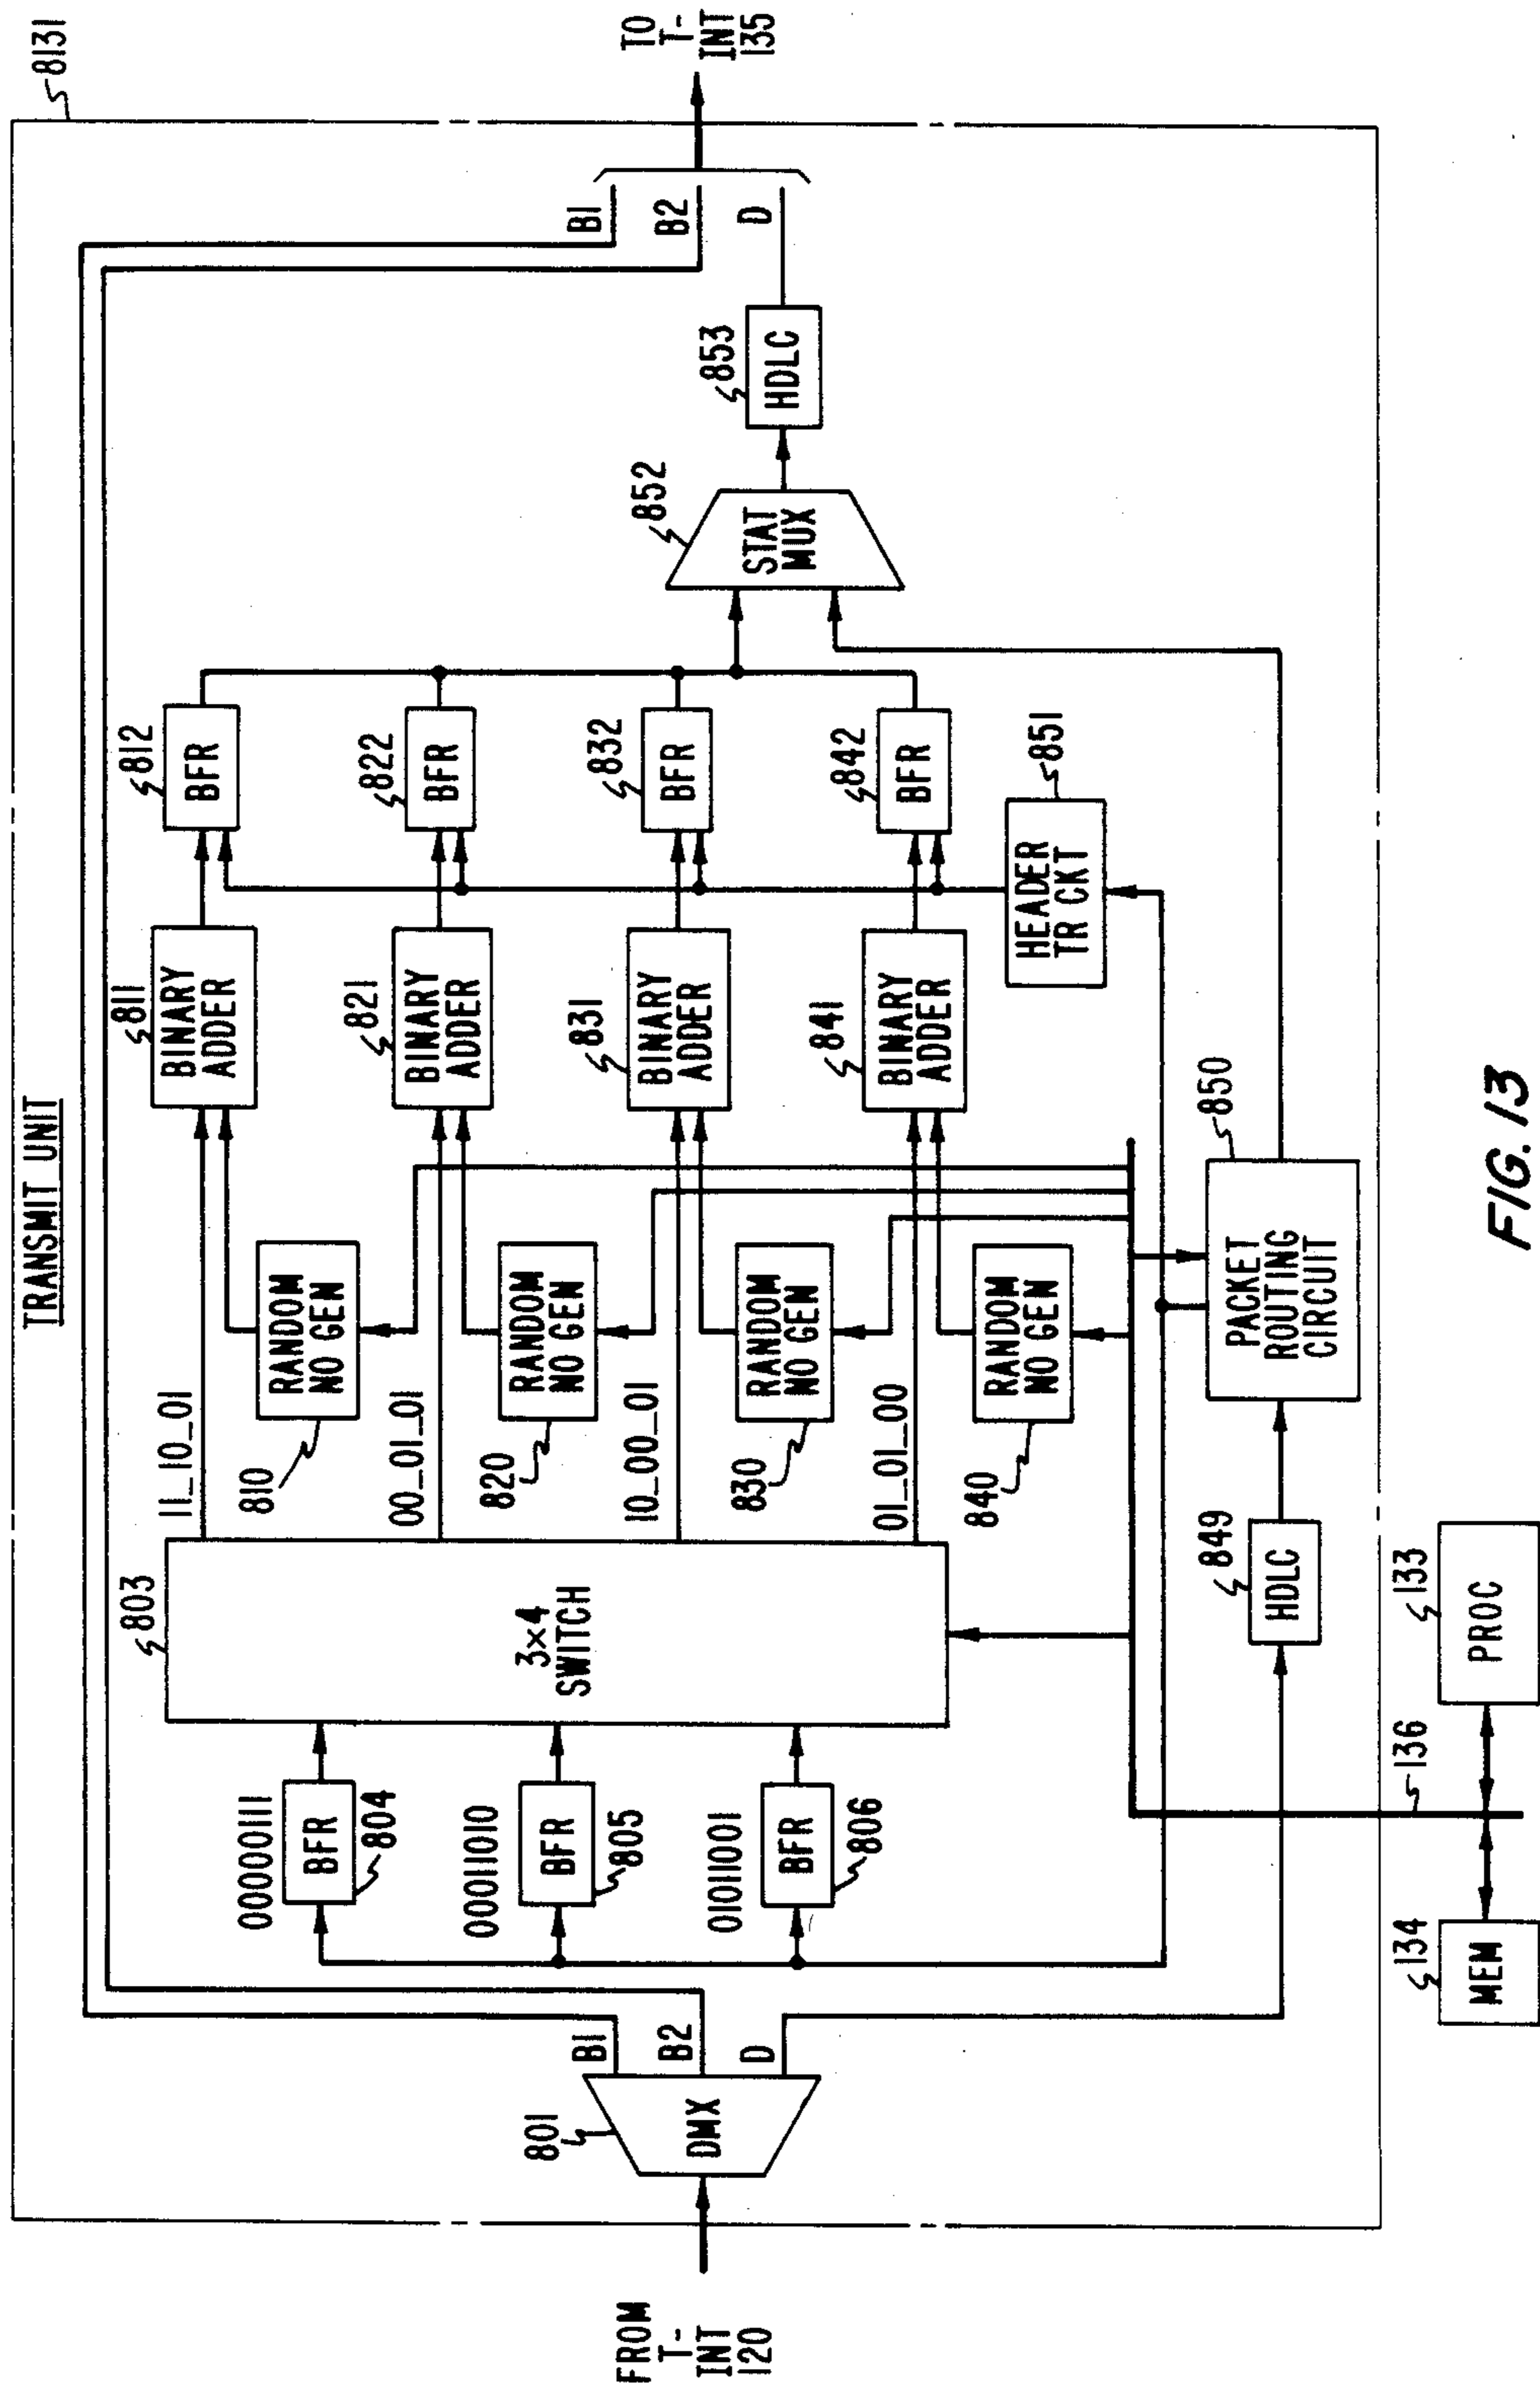 TRANSMIT UNIT
8131
FROM
T-
INT
120
801
DMX
B1
B2
D
00000111
BFR
804
00011010
BFR
805
01011001
BFR
806
803
3×4
SWITCH
11_10_01
00_01_01
10_00_01
01_01_00
810
RANDOM
NO GEN
820
RANDOM
NO GEN
830
RANDOM
NO GEN
840
RANDOM
NO GEN
811
BINARY
ADDER
821
BINARY
ADDER
831
BINARY
ADDER
841
BINARY
ADDER
812
BFR
822
BFR
832
BFR
842
BFR
851
HEADER
TR CKT
849
HDLC
850
PACKET
ROUTING
CIRCUIT
852
STAT
MUX
853
HDLC
B1
B2
D
TO
T-
INT
135
134
MEM
136
133
PROC
FIG. 13